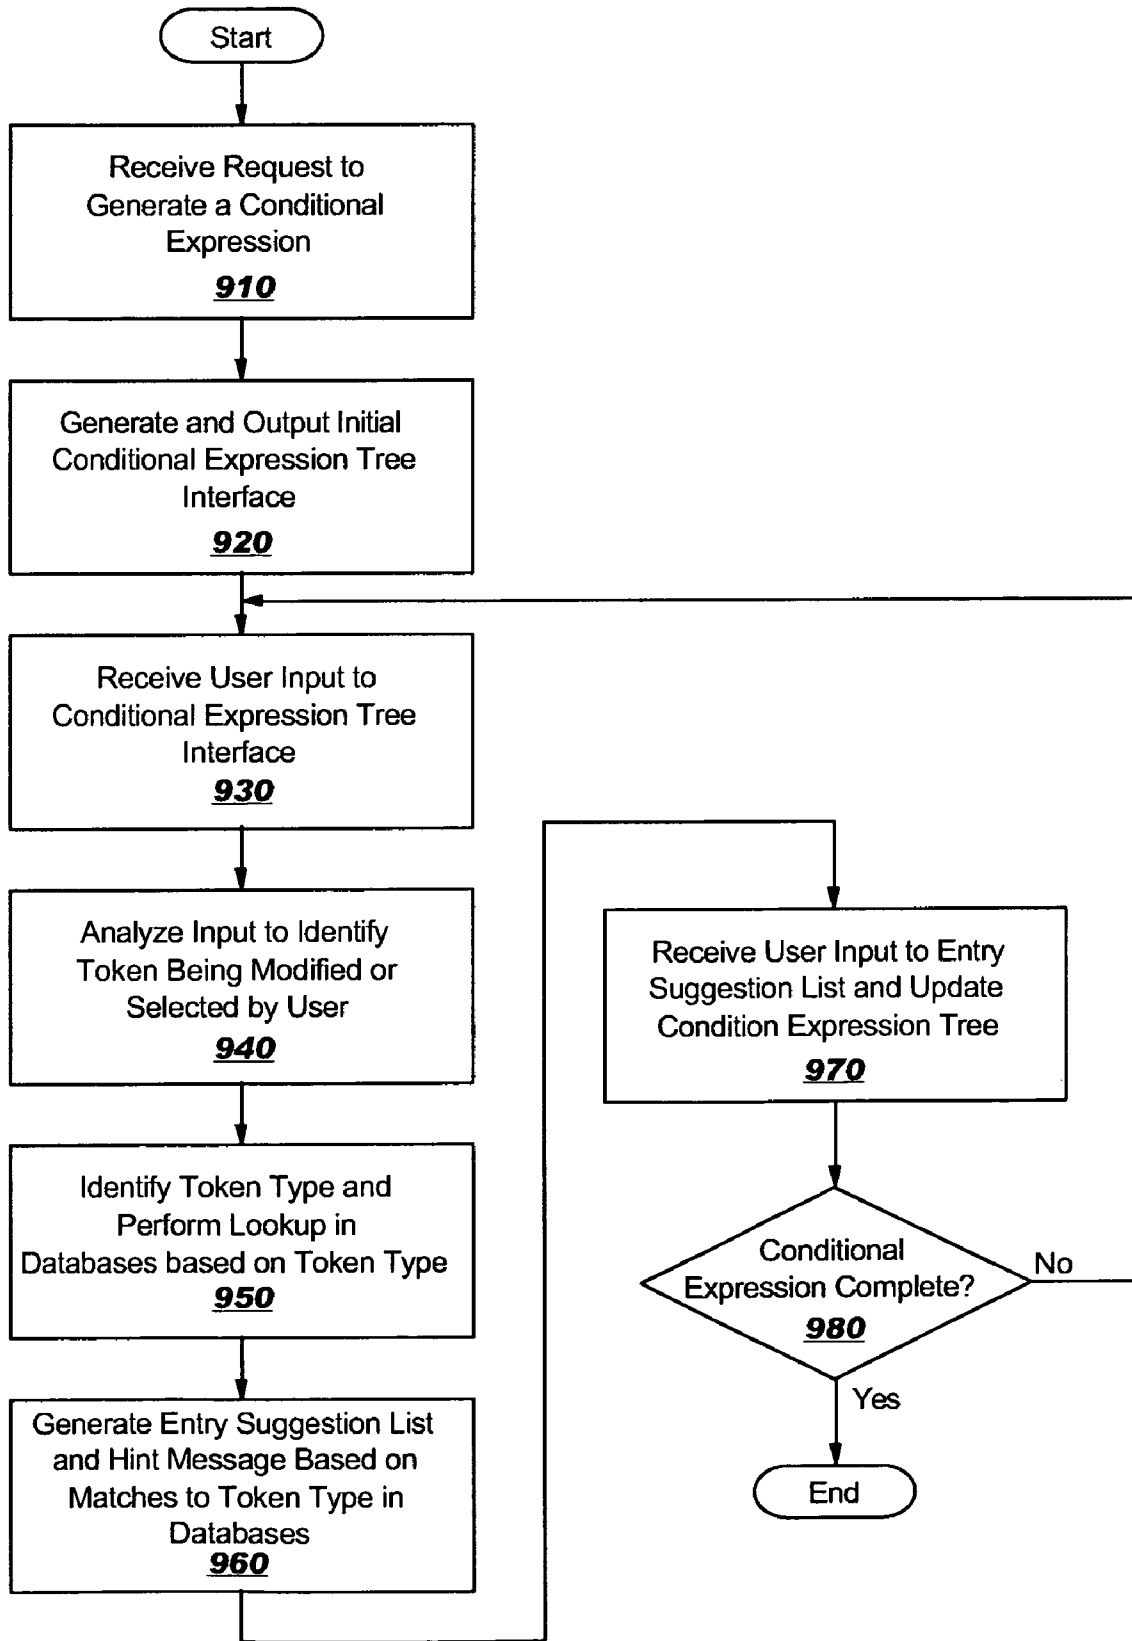 Start
Receive Request to
Generate a Conditional
Expression
910
Generate and Output Initial
Conditional Expression Tree
Interface
920
Receive User Input to
Conditional Expression Tree
Interface
930
Analyze Input to Identify
Token Being Modified or
Selected by User
940
Identify Token Type and
Perform Lookup in
Databases based on Token Type
950
Generate Entry Suggestion List
and Hint Message Based on
Matches to Token Type in
Databases
960
Receive User Input to Entry
Suggestion List and Update
Condition Expression Tree
970
Conditional
Expression Complete?
980
No
Yes
End